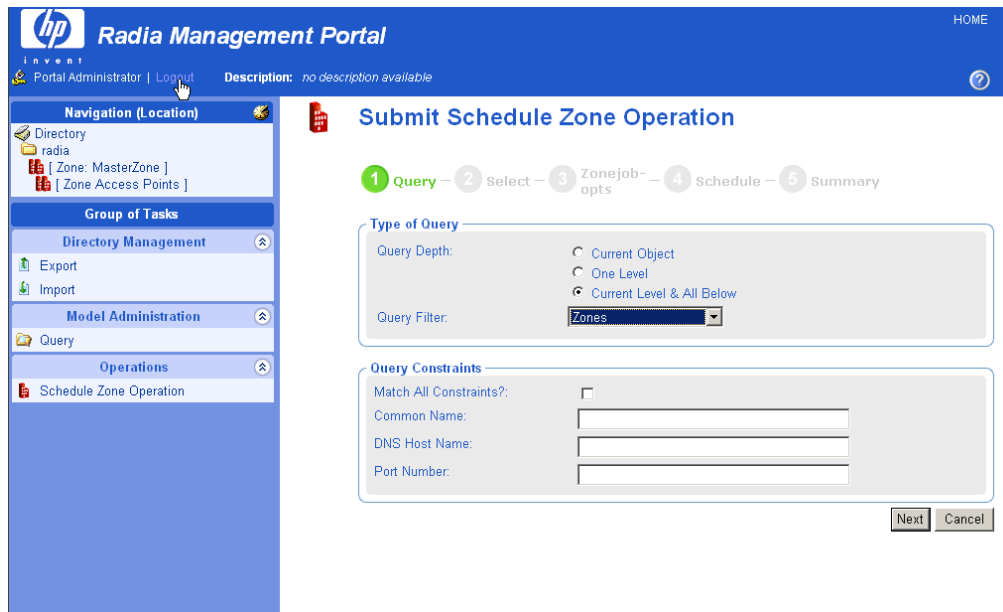 hp
invent
Radia Management Portal
HOME
Portal Administrator | Logout
Description: no description available
?
Navigation (Location)
Directory
radia
[ Zone: MasterZone ]
[ Zone Access Points ]
Group of Tasks
Directory Management
Export
Import
Model Administration
Query
Operations
Schedule Zone Operation
Submit Schedule Zone Operation
1 Query – 2 Select – 3 Zonejob-opts – 4 Schedule – 5 Summary
Type of Query
Query Depth:
Current Object
One Level
Current Level & All Below
Query Filter: Zones
Query Constraints
Match All Constraints?:
Common Name:
DNS Host Name:
Port Number:
Next Cancel